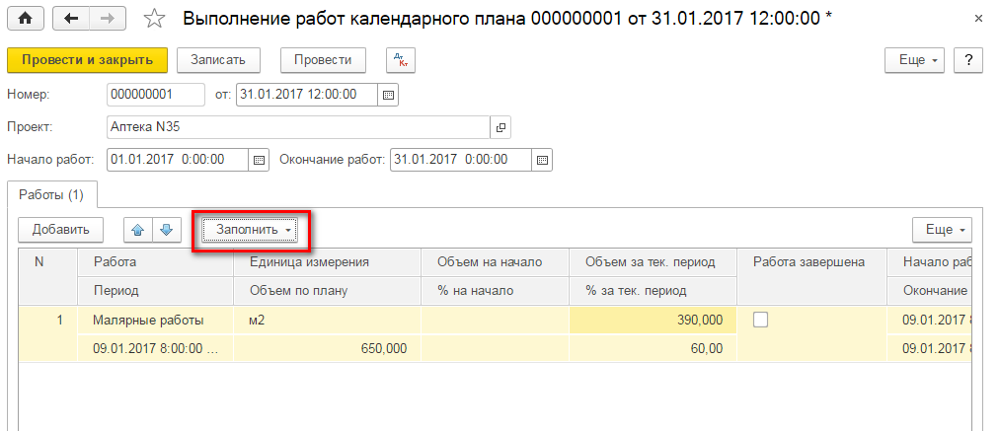 Выполнение работ календарного плана 000000001 от 31.01.2017 12:00:00 *
Провести и закрыть Записать Провести Дт Кт Еще ?
Номер: 000000001 от: 31.01.2017 12:00:00
Проект: Аптека N35
Начало работ: 01.01.2017 0:00:00 Окончание работ: 31.01.2017 0:00:00
Работы (1)
Добавить Заполнить Еще
N Работа Единица измерения Объем на начало Объем за тек. период Работа завершена Начало раб
Период Объем по плану % на начало % за тек. период Окончание
1 Малярные работы м2 390,000 09.01.2017 8
09.01.2017 8:00:00 ... 650,000 60,00 09.01.2017 8